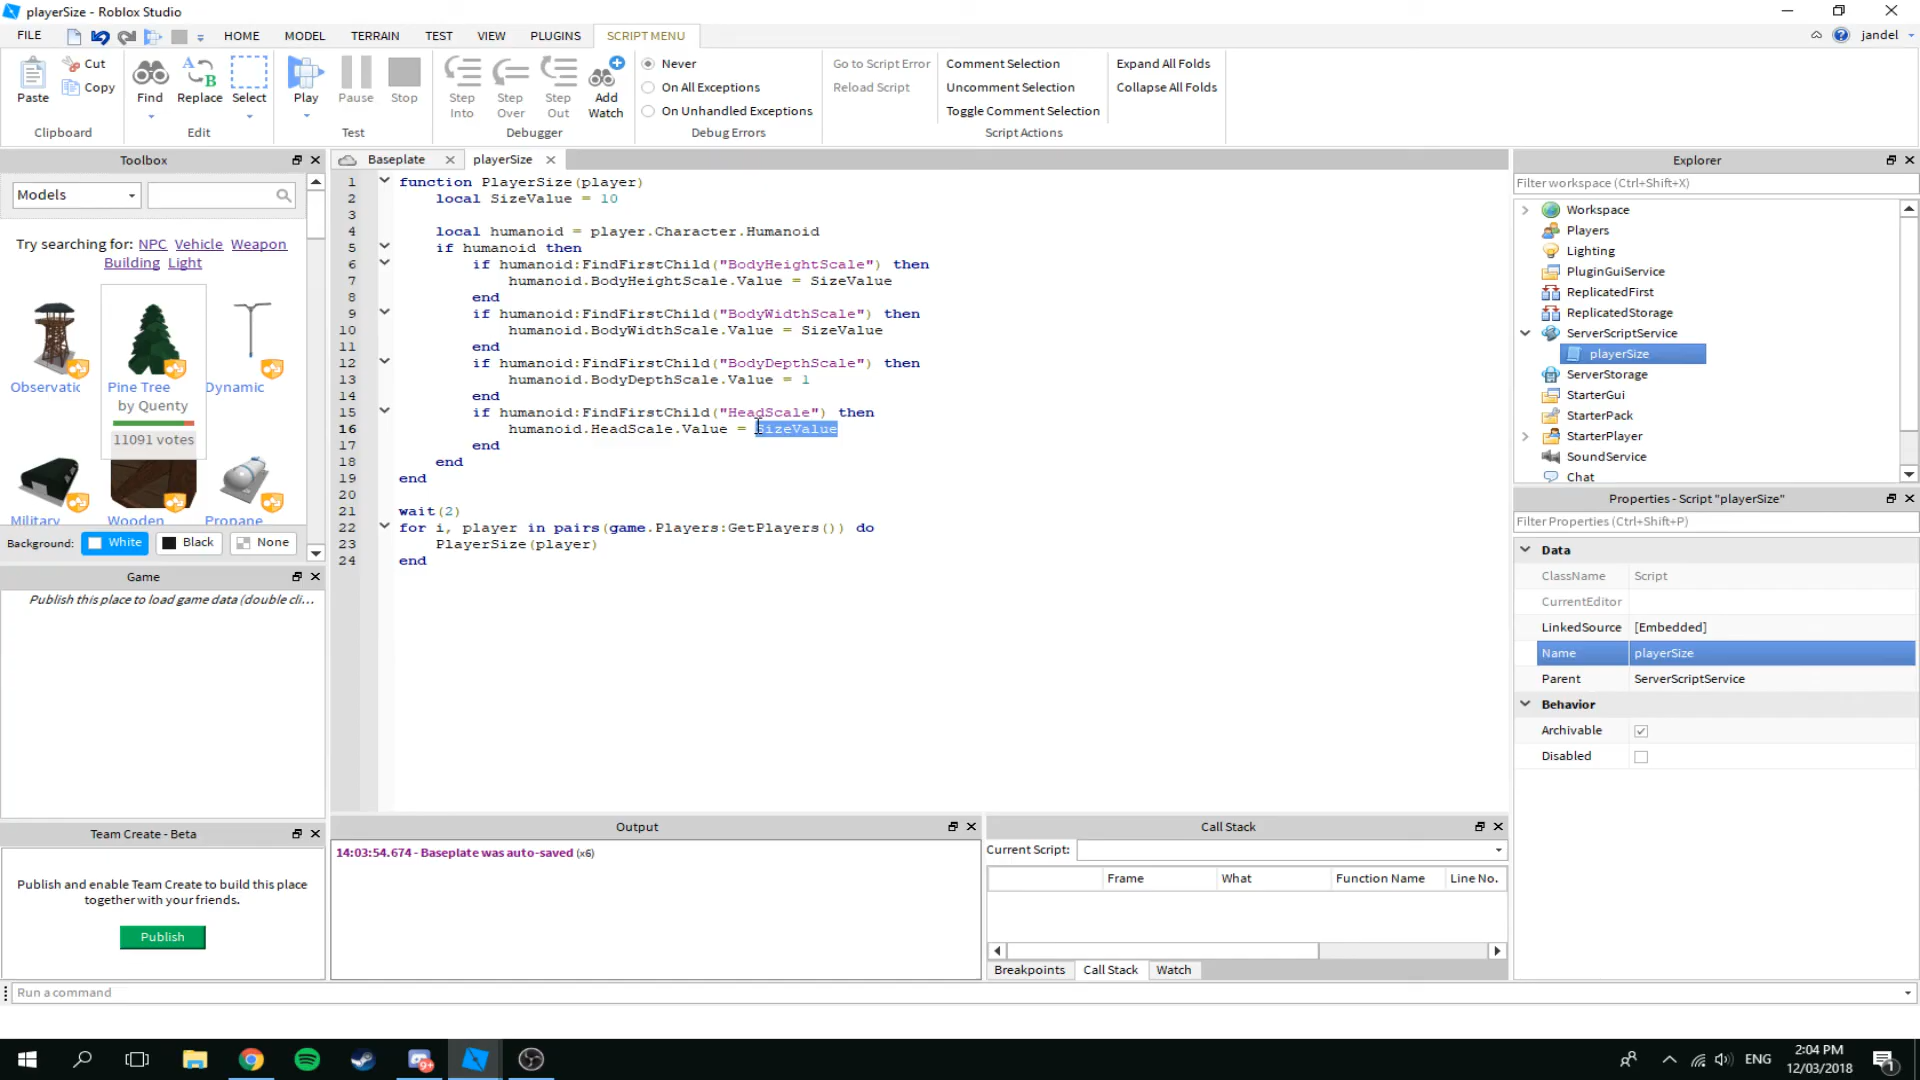 playerSize - Roblox Studio
FILE HOME MODEL TERRAIN TEST VIEW PLUGINS SCRIPT MENU jandel
Paste Cut Copy Clipboard
Find Replace Select Edit
Play Pause Stop Test
Step Into Step Over Step Out Add Watch Debugger
Never
On All Exceptions
On Unhandled Exceptions
Debug Errors
Go to Script Error
Reload Script
Comment Selection
Uncomment Selection
Toggle Comment Selection
Expand All Folds
Collapse All Folds
Script Actions
Toolbox
Models
Try searching for: NPC Vehicle Weapon
Building Light
Observatic Pine Tree Dynamic
by Quenty
11091 votes
Military Wooden Propane
Background: White Black None
Game
Publish this place to load game data (double cli...
Team Create - Beta
Publish and enable Team Create to build this place
together with your friends.
Publish
Baseplate playerSize
1 function PlayerSize(player)
2 local SizeValue = 10
3
4 local humanoid = player.Character.Humanoid
5 if humanoid then
6 if humanoid:FindFirstChild("BodyHeightScale") then
7 humanoid.BodyHeightScale.Value = SizeValue
8 end
9 if humanoid:FindFirstChild("BodyWidthScale") then
10 humanoid.BodyWidthScale.Value = SizeValue
11 end
12 if humanoid:FindFirstChild("BodyDepthScale") then
13 humanoid.BodyDepthScale.Value = 1
14 end
15 if humanoid:FindFirstChild("HeadScale") then
16 humanoid.HeadScale.Value = SizeValue
17 end
18 end
19 end
20
21 wait(2)
22 for i, player in pairs(game.Players:GetPlayers()) do
23 PlayerSize(player)
24 end
Output
14:03:54.674 - Baseplate was auto-saved (x6)
Call Stack
Current Script:
Frame What Function Name Line No.
Breakpoints Call Stack Watch
Explorer
Filter workspace (Ctrl+Shift+X)
Workspace
Players
Lighting
PluginGuiService
ReplicatedFirst
ReplicatedStorage
ServerScriptService
playerSize
ServerStorage
StarterGui
StarterPack
StarterPlayer
SoundService
Chat
Properties - Script "playerSize"
Filter Properties (Ctrl+Shift+P)
Data
ClassName Script
CurrentEditor
LinkedSource [Embedded]
Name playerSize
Parent ServerScriptService
Behavior
Archivable
Disabled
Run a command
9+
ENG
2:04 PM
12/03/2018
1